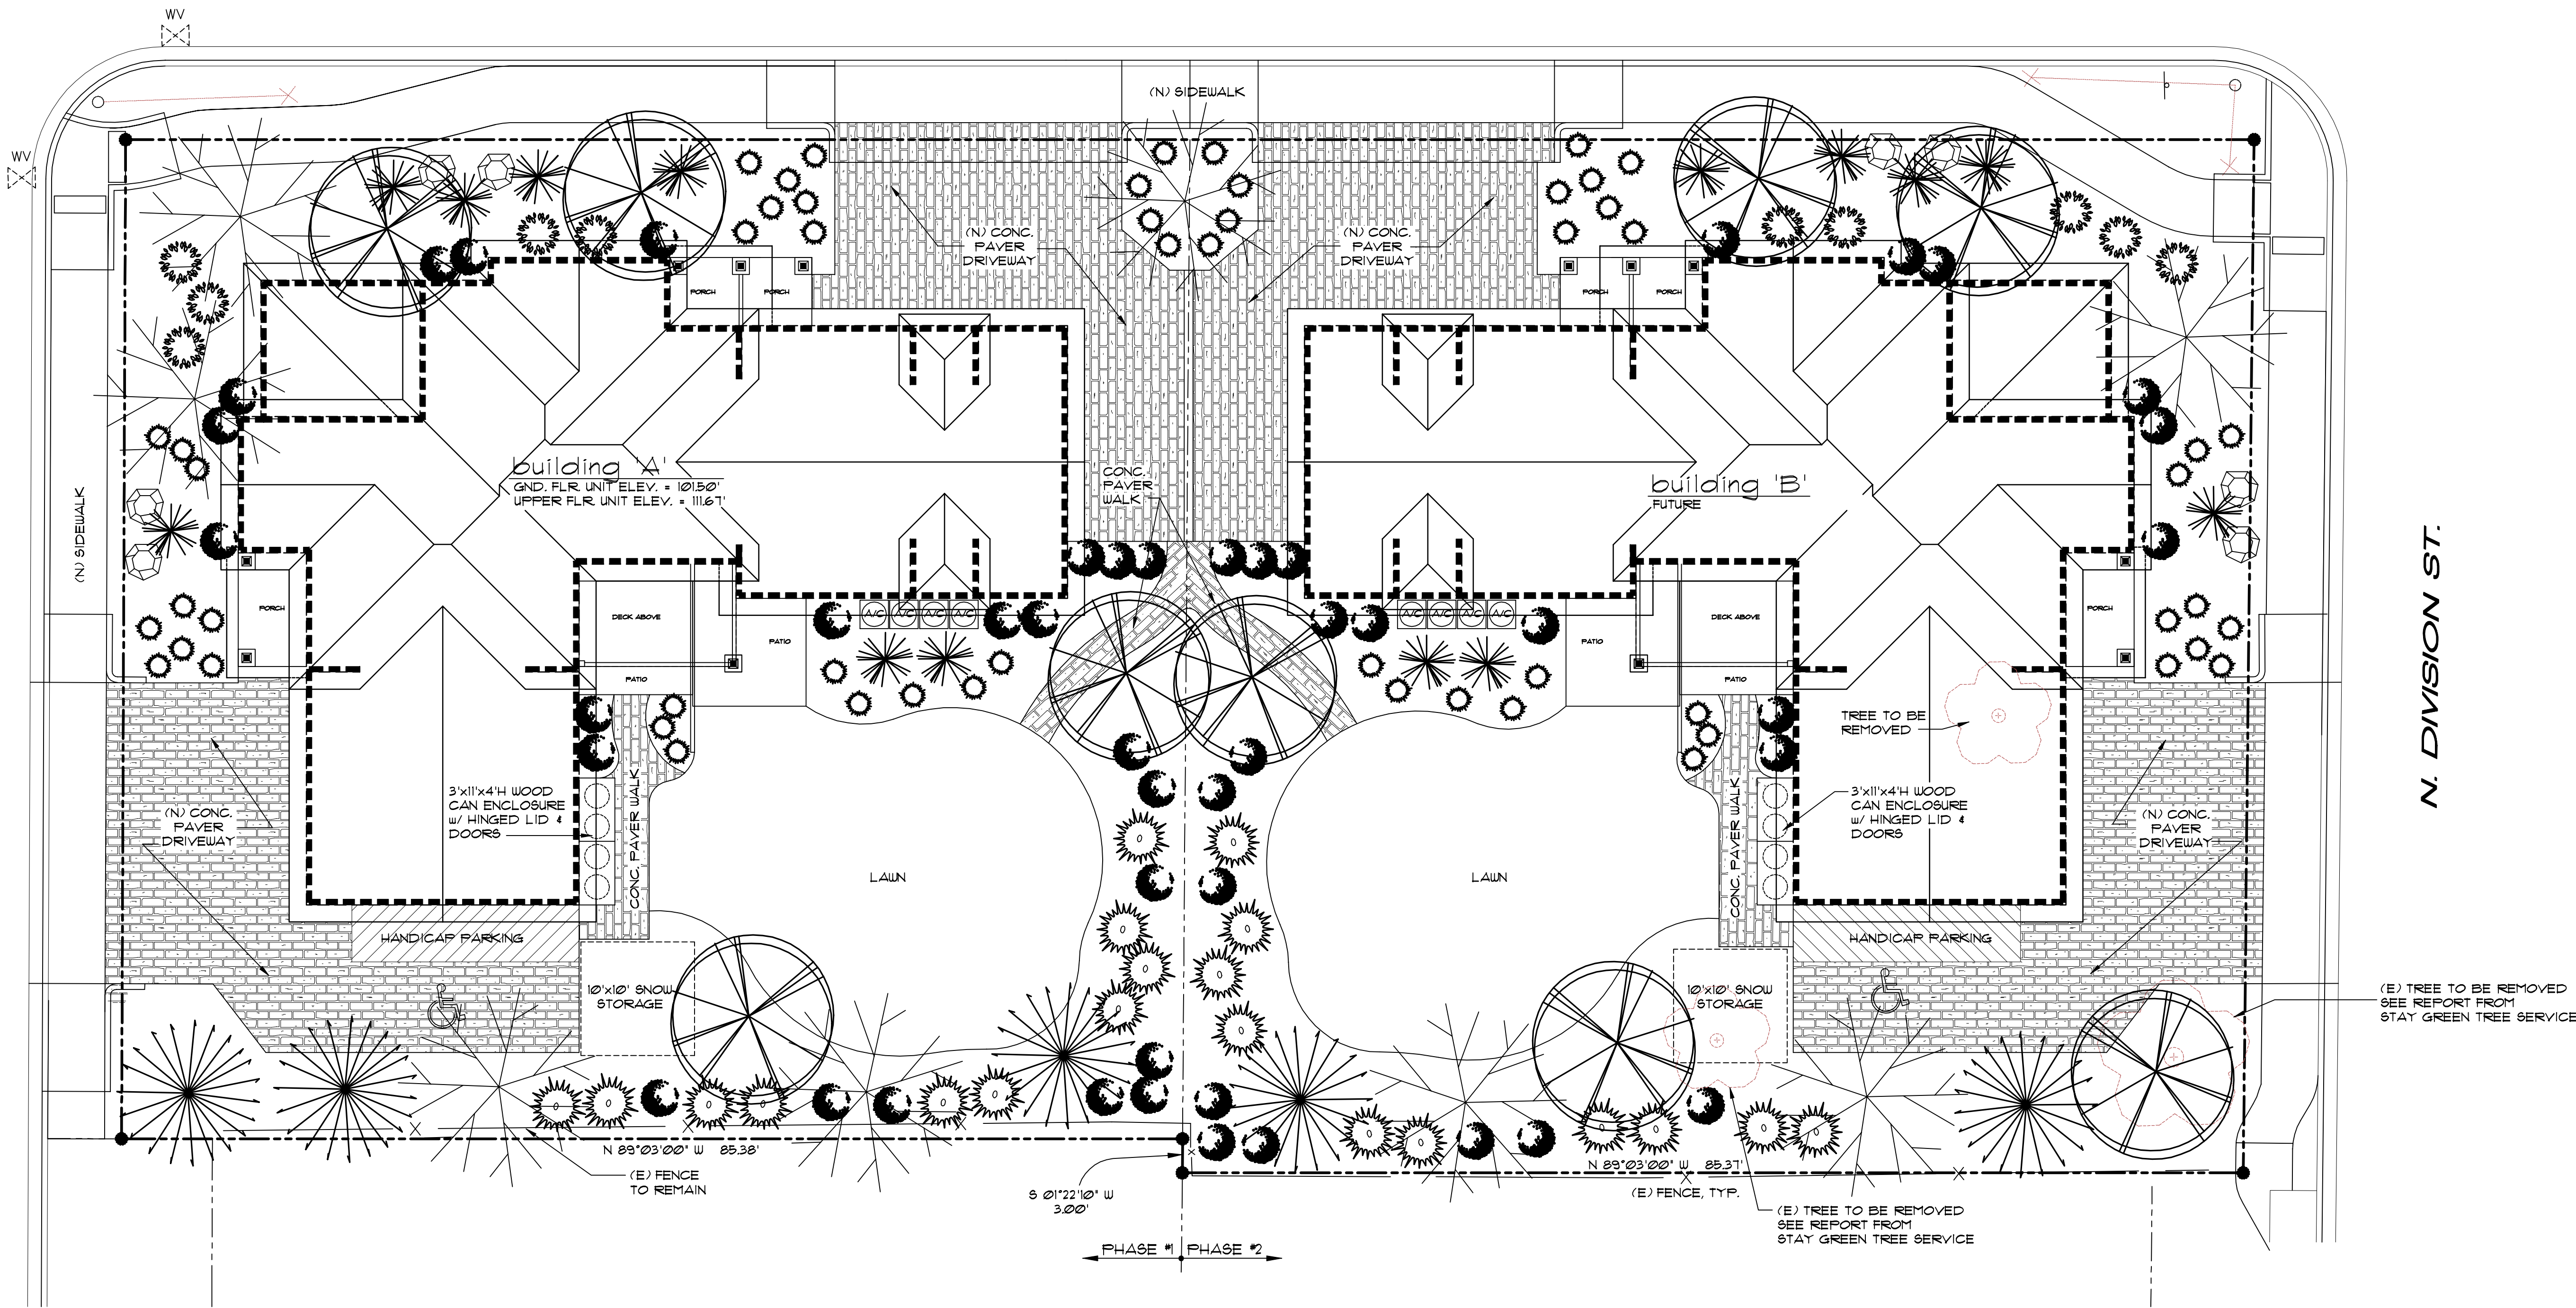 WV
WV
(N) SIDEWALK
(N) CONC.
PAVER
DRIVEWAY
(N) CONC.
PAVER
DRIVEWAY
PORCH
PORCH
PORCH
PORCH
building 'A'
GND. FLR. UNIT ELEV. = 101.50'
UPPER FLR. UNIT ELEV. = 111.67'
CONC.
PAVER
WALK
building 'B'
FUTURE
(N) SIDEWALK
N. DIVISION ST.
PORCH
DECK ABOVE
PATIO
PATIO
A/C
A/C
A/C
A/C
A/C
A/C
A/C
A/C
PATIO
DECK ABOVE
PATIO
PORCH
TREE TO BE
REMOVED
3'x11'x4'H WOOD
CAN ENCLOSURE
w/ HINGED LID &
DOORS
3'x11'x4'H WOOD
CAN ENCLOSURE
w/ HINGED LID &
DOORS
(N) CONC.
PAVER
DRIVEWAY
CONC. PAVER WALK
LAWN
LAWN
CONC. PAVER WALK
(N) CONC.
PAVER
DRIVEWAY
HANDICAP PARKING
HANDICAP PARKING
10'x10' SNOW
STORAGE
10'x10' SNOW
STORAGE
(E) TREE TO BE REMOVED
SEE REPORT FROM
STAY GREEN TREE SERVICE
N 89°03'00" W 85.38'
N 89°03'00" W 85.37'
(E) FENCE
TO REMAIN
S 01°22'10" W
3.00'
(E) FENCE, TYP.
(E) TREE TO BE REMOVED
SEE REPORT FROM
STAY GREEN TREE SERVICE
PHASE #1 PHASE #2